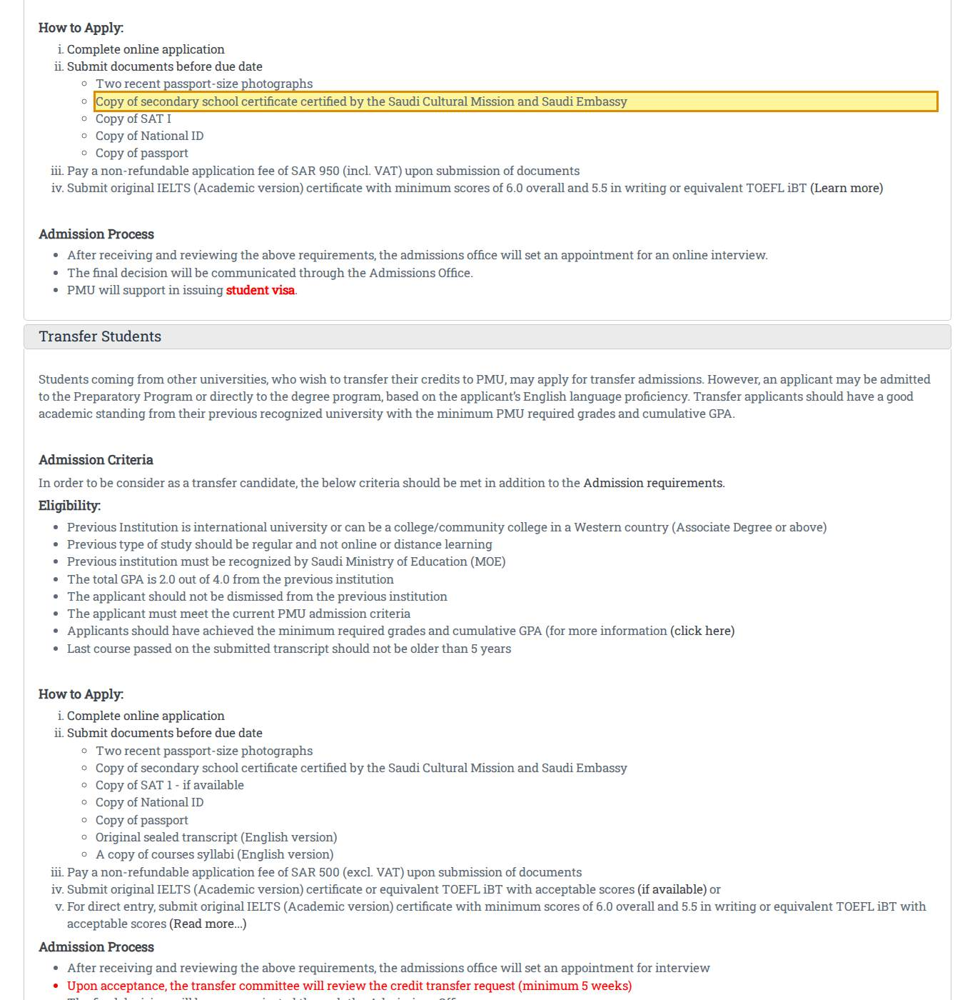 How to Apply:
i. Complete online application
ii. Submit documents before due date
Two recent passport-size photographs
Copy of secondary school certificate certified by the Saudi Cultural Mission and Saudi Embassy
Copy of SAT I
Copy of National ID
Copy of passport
iii. Pay a non-refundable application fee of SAR 950 (incl. VAT) upon submission of documents
iv. Submit original IELTS (Academic version) certificate with minimum scores of 6.0 overall and 5.5 in writing or equivalent TOEFL iBT (Learn more)
Admission Process
After receiving and reviewing the above requirements, the admissions office will set an appointment for an online interview.
The final decision will be communicated through the Admissions Office.
PMU will support in issuing student visa.
Transfer Students
Students coming from other universities, who wish to transfer their credits to PMU, may apply for transfer admissions. However, an applicant may be admitted
to the Preparatory Program or directly to the degree program, based on the applicant's English language proficiency. Transfer applicants should have a good
academic standing from their previous recognized university with the minimum PMU required grades and cumulative GPA.
Admission Criteria
In order to be consider as a transfer candidate, the below criteria should be met in addition to the Admission requirements.
Eligibility:
Previous Institution is international university or can be a college/community college in a Western country (Associate Degree or above)
Previous type of study should be regular and not online or distance learning
Previous institution must be recognized by Saudi Ministry of Education (MOE)
The total GPA is 2.0 out of 4.0 from the previous institution
The applicant should not be dismissed from the previous institution
The applicant must meet the current PMU admission criteria
Applicants should have achieved the minimum required grades and cumulative GPA (for more information (click here)
Last course passed on the submitted transcript should not be older than 5 years
How to Apply:
i. Complete online application
ii. Submit documents before due date
Two recent passport-size photographs
Copy of secondary school certificate certified by the Saudi Cultural Mission and Saudi Embassy
Copy of SAT 1 - if available
Copy of National ID
Copy of passport
Original sealed transcript (English version)
A copy of courses syllabi (English version)
iii. Pay a non-refundable application fee of SAR 500 (excl. VAT) upon submission of documents
iv. Submit original IELTS (Academic version) certificate or equivalent TOEFL iBT with acceptable scores (if available) or
v. For direct entry, submit original IELTS (Academic version) certificate with minimum scores of 6.0 overall and 5.5 in writing or equivalent TOEFL iBT with
acceptable scores (Read more...)
Admission Process
After receiving and reviewing the above requirements, the admissions office will set an appointment for interview
Upon acceptance, the transfer committee will review the credit transfer request (minimum 5 weeks)